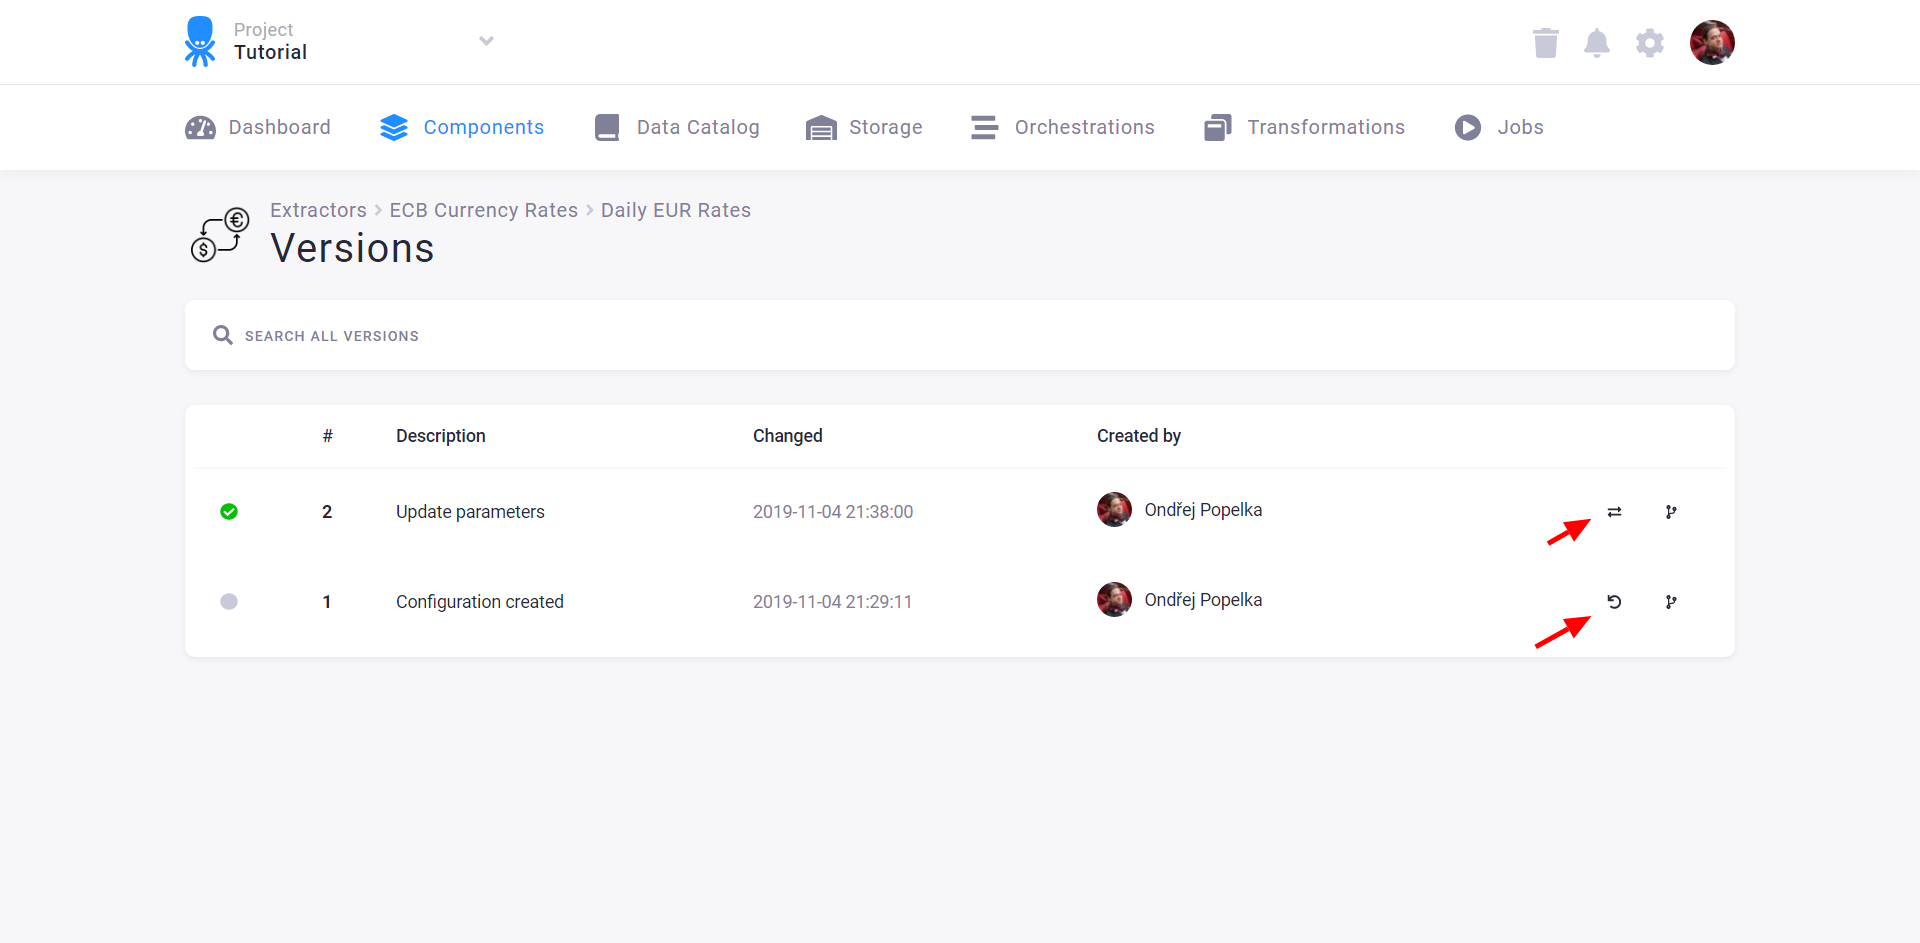 Project
Tutorial
Dashboard Components Data Catalog Storage Orchestrations Transformations Jobs
Extractors > ECB Currency Rates > Daily EUR Rates
Versions
SEARCH ALL VERSIONS
# Description Changed Created by
2 Update parameters 2019-11-04 21:38:00 Ondřej Popelka
1 Configuration created 2019-11-04 21:29:11 Ondřej Popelka